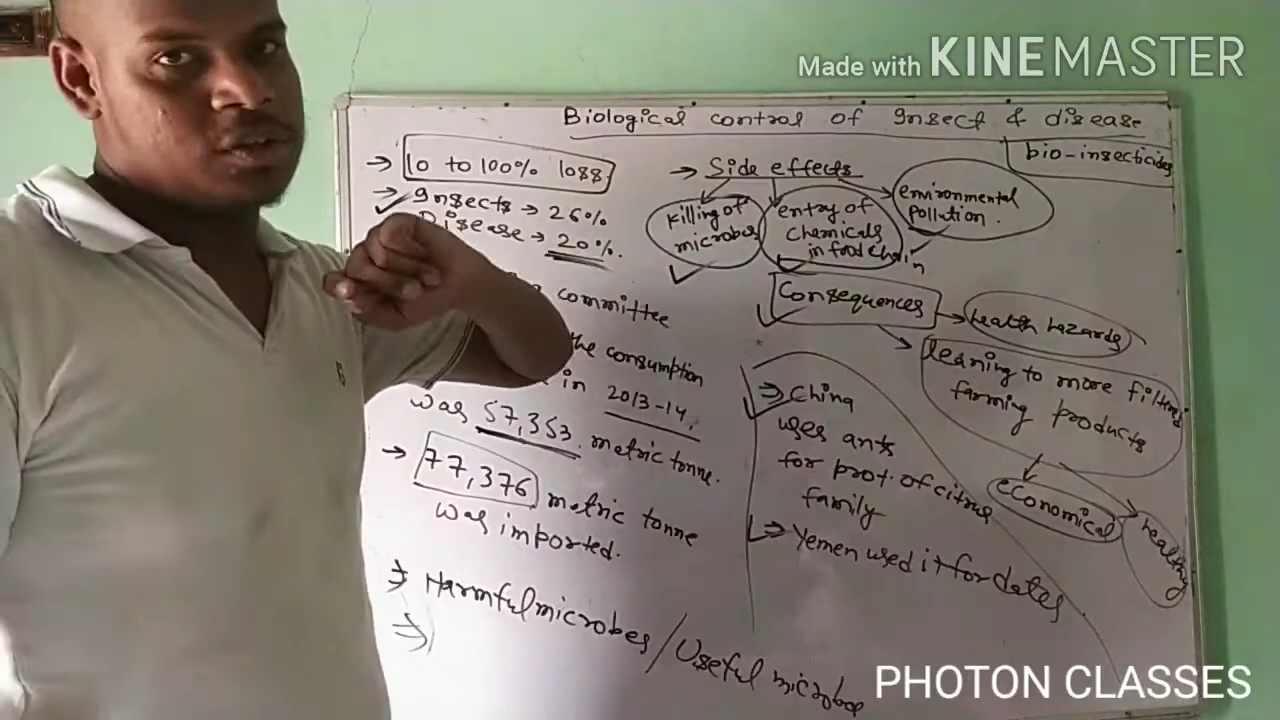 Made with KINEMASTER
Biological control of Insect & disease
bio-insecticides
→ 10 to 100% loss
→ Insects → 26%
Disease → 20%.
committee
the consumption
in 2013-14
was 57,353 metric tonne.
→ 77,376 metric tonne
was imported.
⇒ Harmful microbes / Useful microbes
⇒
→ Side effects
killing of
microbes
entry of
chemicals
in food chain
environmental
pollution.
Consequences
→ health hazards
leaning to more
farming products
economical
healthy
⇒ China
uses ants
for prot. of citrus
family
⇒ Yemen used it for dates
PHOTON CLASSES